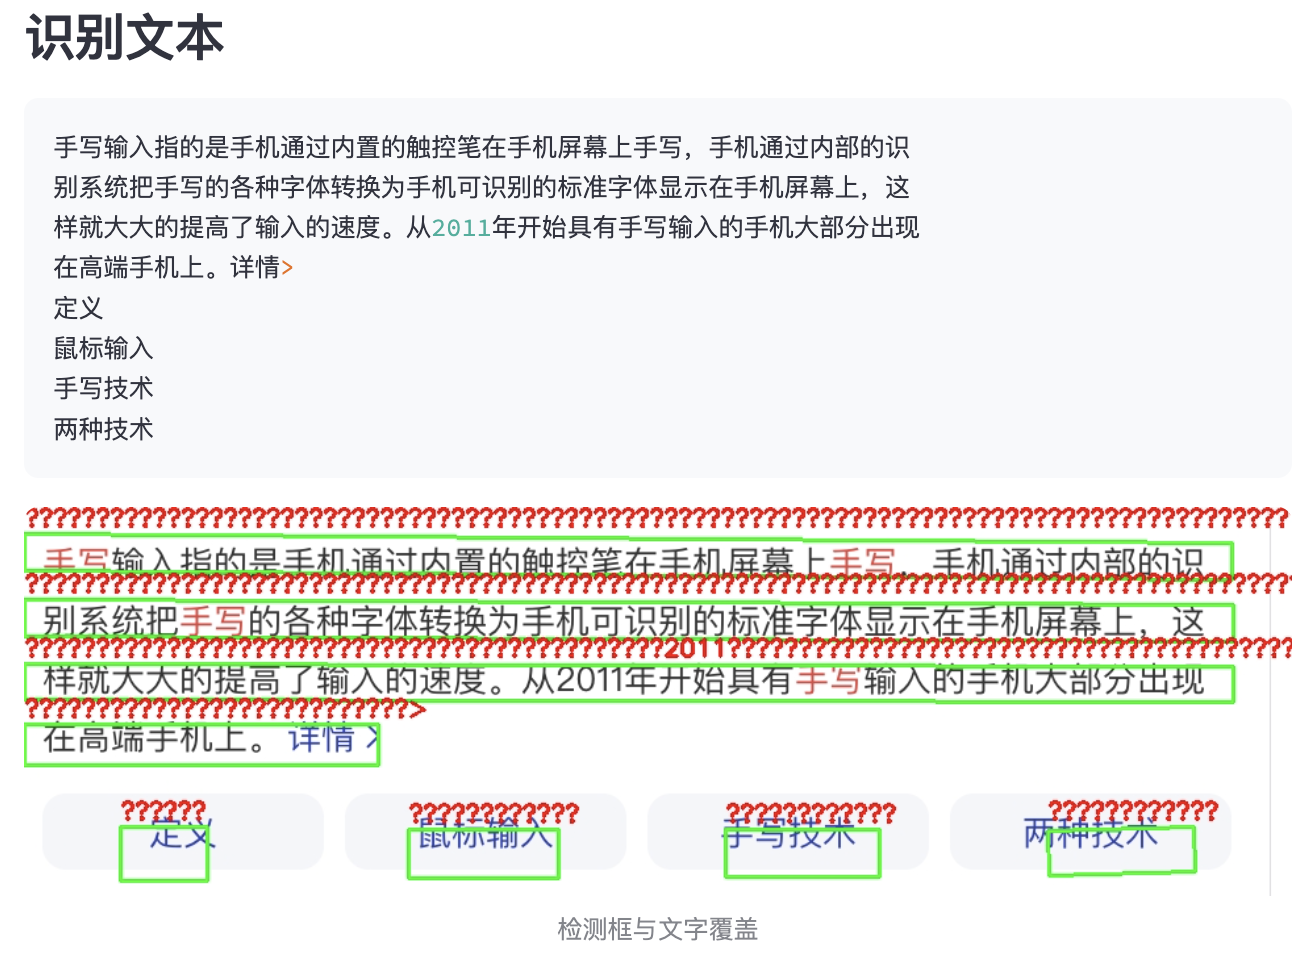 识别文本
手写输入指的是手机通过内置的触控笔在手机屏幕上手写，手机通过内部的识
别系统把手写的各种字体转换为手机可识别的标准字体显示在手机屏幕上，这
样就大大的提高了输入的速度。从2011年开始具有手写输入的手机大部分出现
在高端手机上。详情>
定义
鼠标输入
手写技术
两种技术
手写输入指的是手机通过内置的触控笔在手机屏幕上手写，手机通过内部的识
别系统把手写的各种字体转换为手机可识别的标准字体显示在手机屏幕上，这
2011
样就大大的提高了输入的速度。从2011年开始具有手写输入的手机大部分出现
??????????????????????????>
在高端手机上。详情 >
?????? ???????????? ???????????? ????????????
定义 鼠标输入 手写技术 两种技术
检测框与文字覆盖